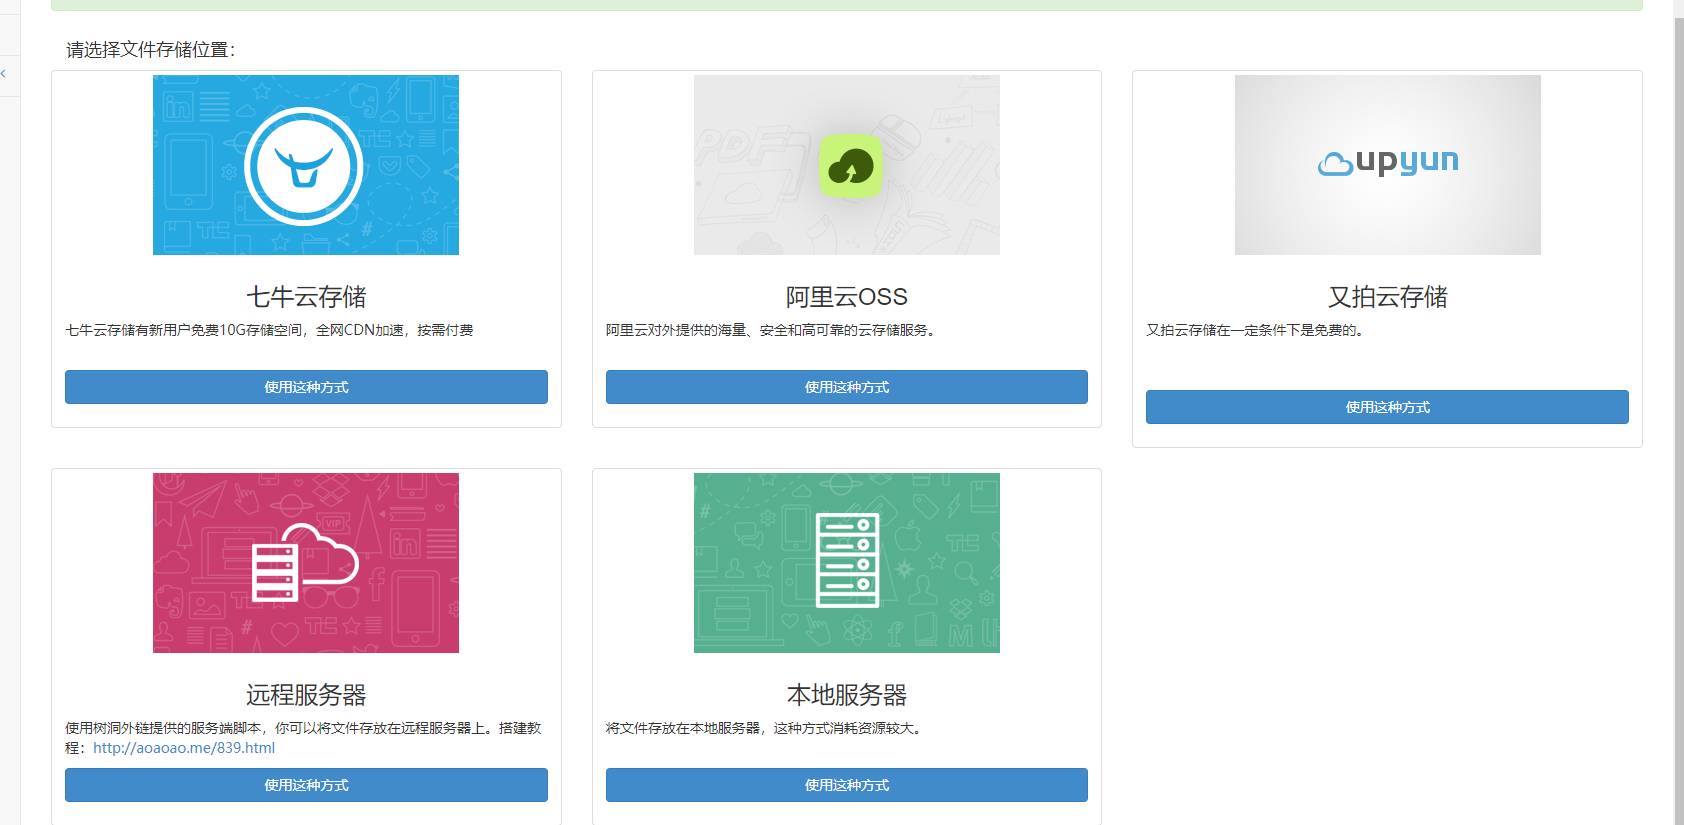 请选择文件存储位置：
upyun
七牛云存储
七牛云存储有新用户免费10G存储空间，全网CDN加速，按需付费
使用这种方式
阿里云OSS
阿里云对外提供的海量、安全和高可靠的云存储服务。
使用这种方式
又拍云存储
又拍云存储在一定条件下是免费的。
使用这种方式
VIP
远程服务器
使用树洞外链提供的服务端脚本，你可以将文件存放在远程服务器上。搭建教
程：http://aoaoao.me/839.html
使用这种方式
本地服务器
将文件存放在本地服务器，这种方式消耗资源较大。
使用这种方式